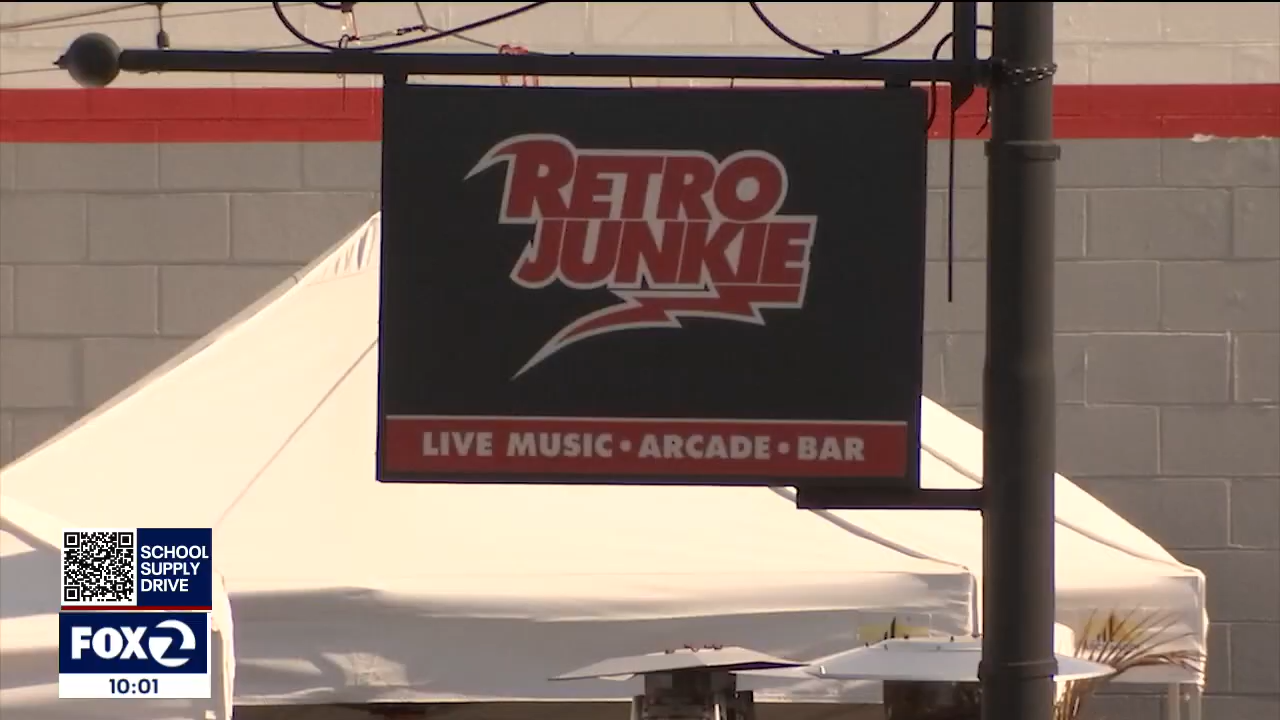 RETRO
JUNKIE
LIVE MUSIC • ARCADE • BAR
SCHOOL
SUPPLY
DRIVE
FOX 2
10:01